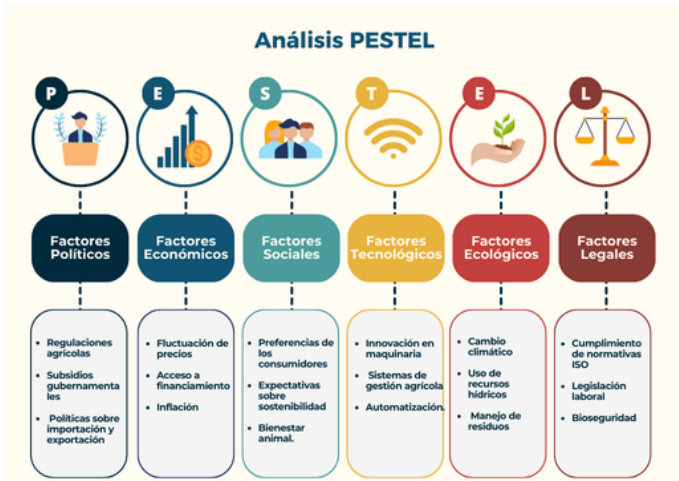 Análisis PESTEL
P
E
S
T
E
L
Factores
Políticos
Factores
Económicos
Factores
Sociales
Factores
Tecnológicos
Factores
Ecológicos
Factores
Legales
• Regulaciones
agrícolas
• Subsidios
gubernamenta
les
• Políticas sobre
importación y
exportación
• Fluctuación de
precios
• Acceso a
financiamiento
• Inflación
• Preferencias de
los
consumidores
• Expectativas
sobre
sostenibilidad
• Bienestar
animal.
• Innovación en
maquinaria
• Sistemas de
gestión agrícola
• Automatización.
• Cambio
climático
• Uso de
recursos
hídricos
• Manejo de
residuos
• Cumplimiento
de normativas
ISO
• Legislación
laboral
• Bioseguridad